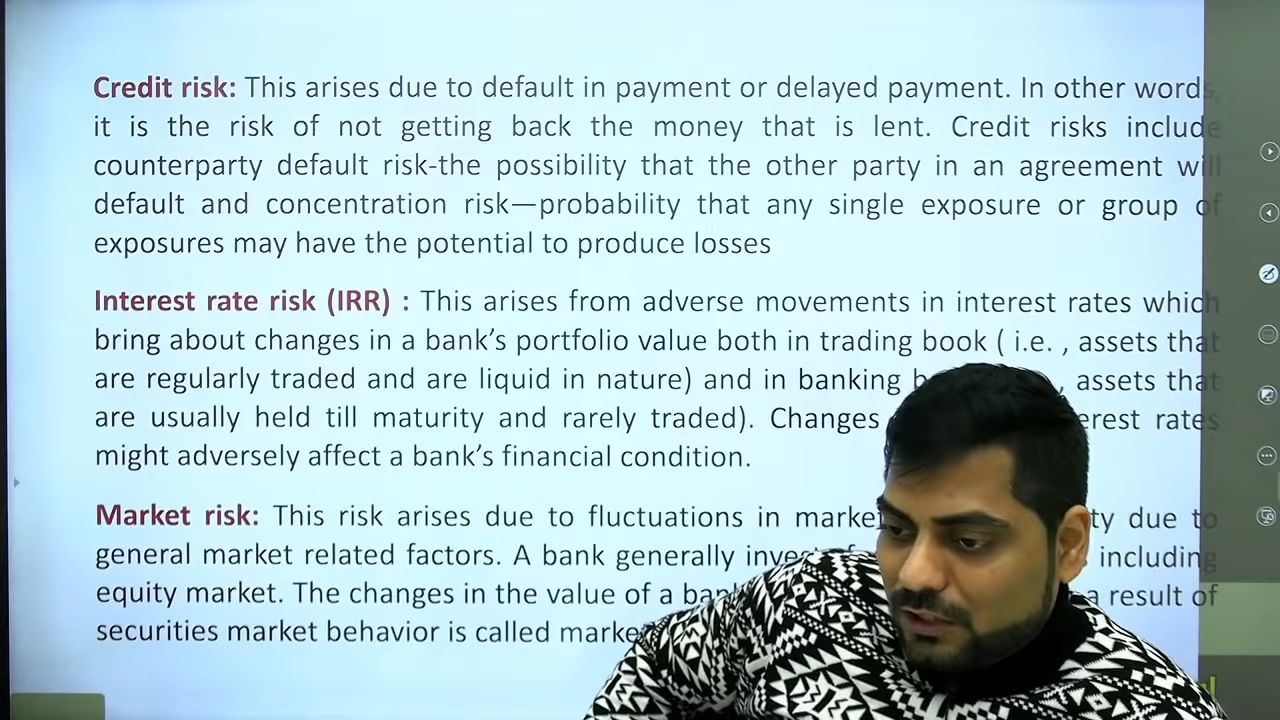 Credit risk: This arises due to default in payment or delayed payment. In other words,
it is the risk of not getting back the money that is lent. Credit risks include
counterparty default risk-the possibility that the other party in an agreement will
default and concentration risk—probability that any single exposure or group of
exposures may have the potential to produce losses
Interest rate risk (IRR) : This arises from adverse movements in interest rates which
bring about changes in a bank's portfolio value both in trading book ( i.e. , assets that
are regularly traded and are liquid in nature) and in banking , assets that
are usually held till maturity and rarely traded). Changes rates
might adversely affect a bank's financial condition.
Market risk: This risk arises due to fluctuations in due to
general market related factors. A bank generally including
equity market. The changes in the value of a a result of
securities market behavior is called